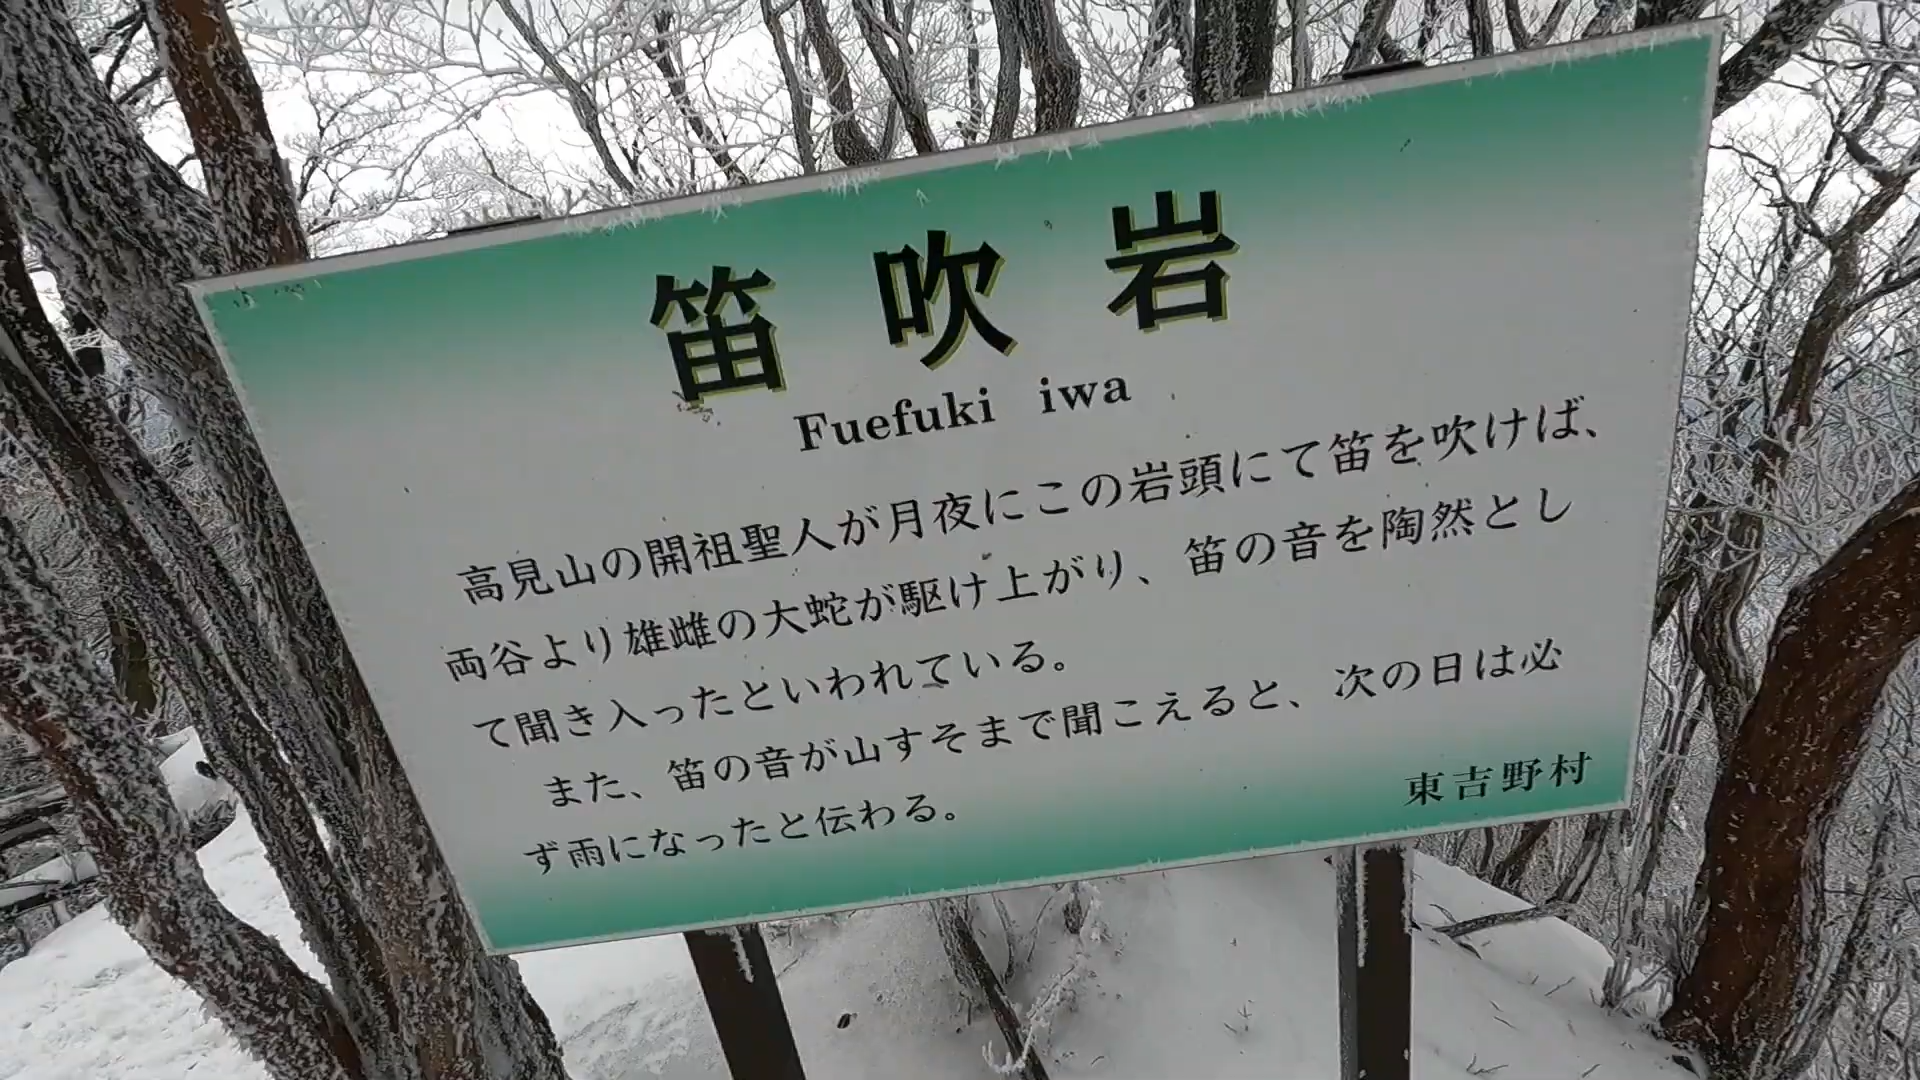 笛吹岩
Fuefuki iwa
高見山の開祖聖人が月夜にこの岩頭にて笛を吹けば、
両谷より雄雌の大蛇が駆け上がり、笛の音を陶然とし
て聞き入ったといわれている。
また、笛の音が山すそまで聞こえると、次の日は必
ず雨になったと伝わる。
東吉野村